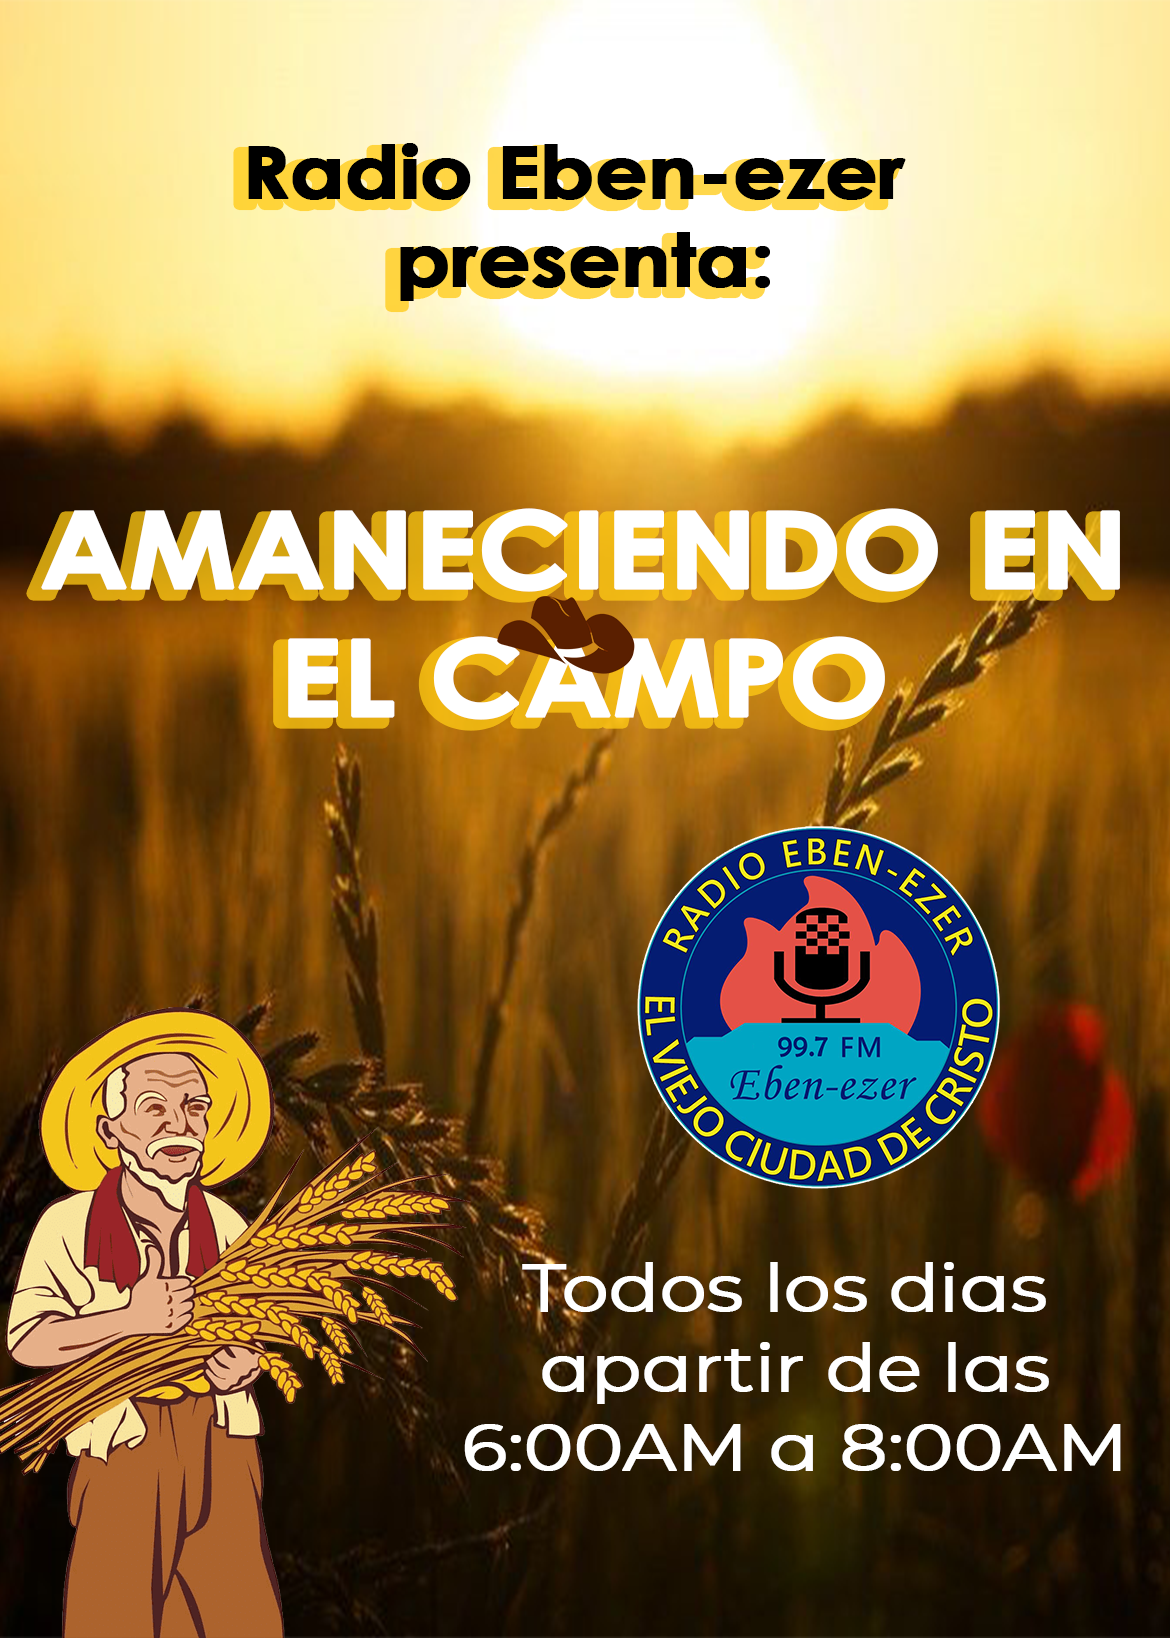 Radio Eben-ezer
presenta:
AMANECIENDO EN
EL CAMPO
RADIO EBEN-EZER
99.7 FM
Eben-ezer
EL VIEJO CIUDAD DE CRISTO
Todos los dias
apartir de las
6:00AM a 8:00AM